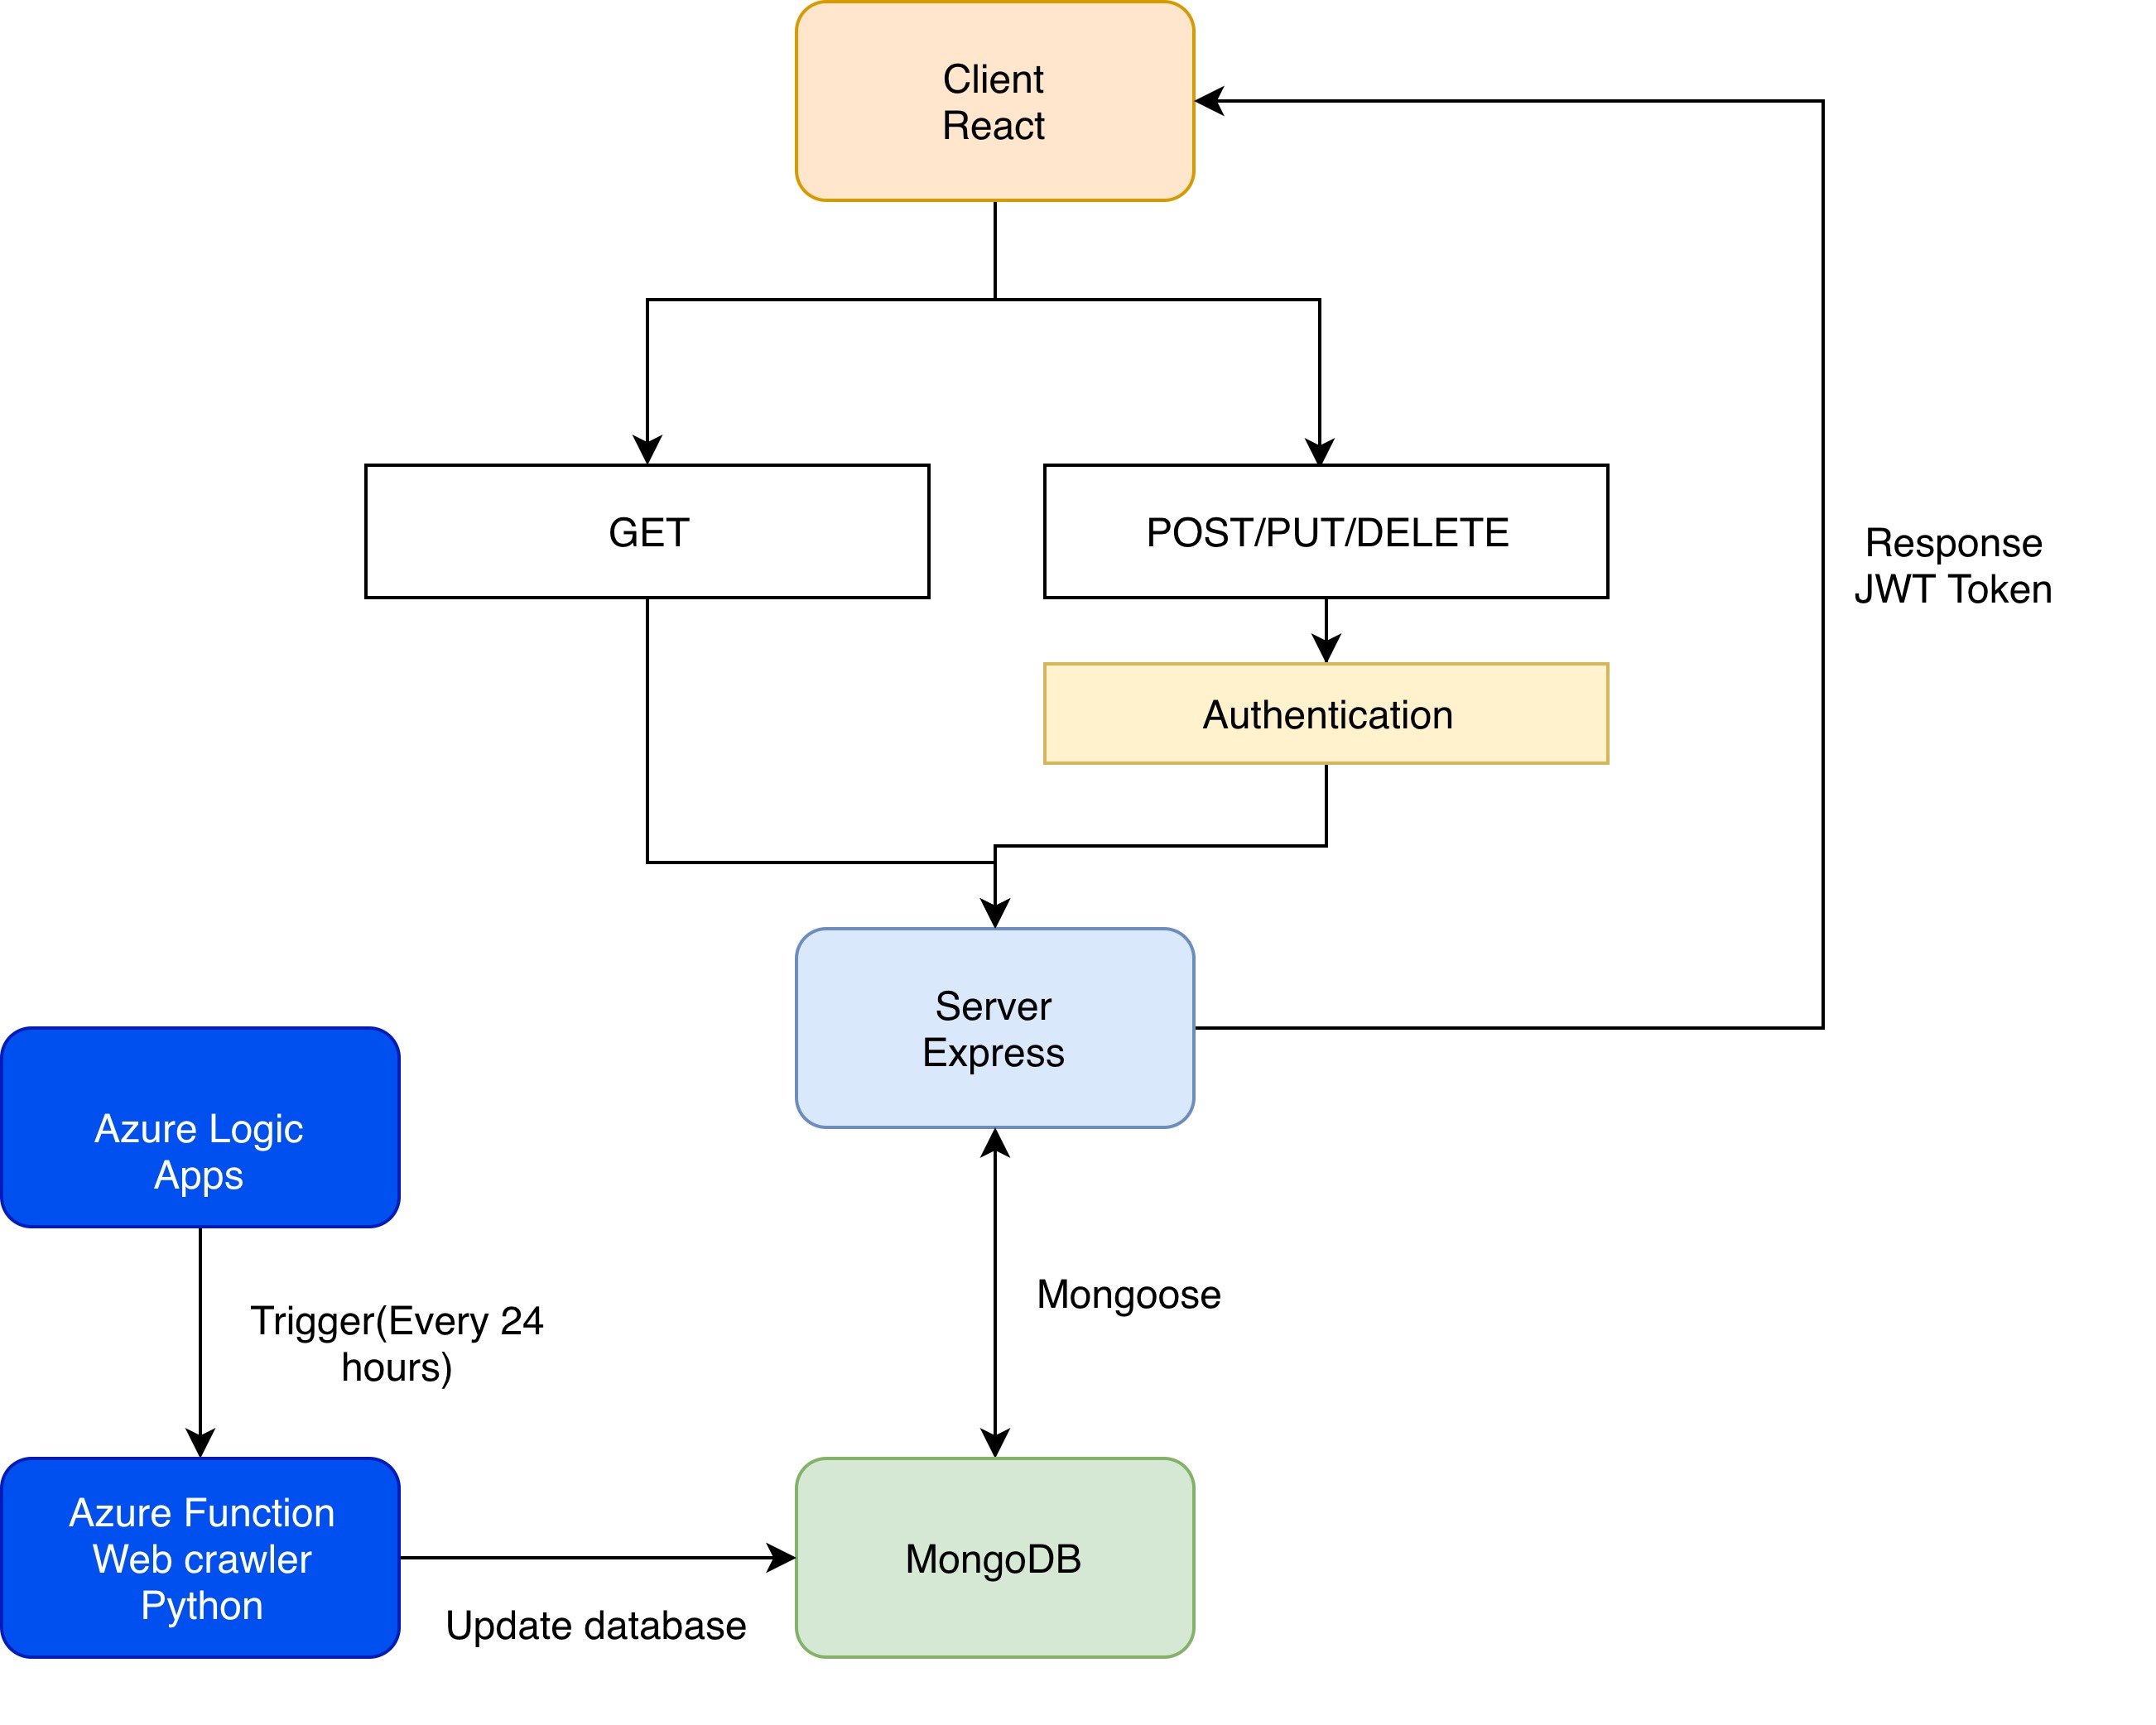 Client
React
GET
POST/PUT/DELETE
Response
JWT Token
Authentication
Server
Express
Azure Logic
Apps
Mongoose
Trigger(Every 24
hours)
Azure Function
Web crawler
Python
MongoDB
Update database